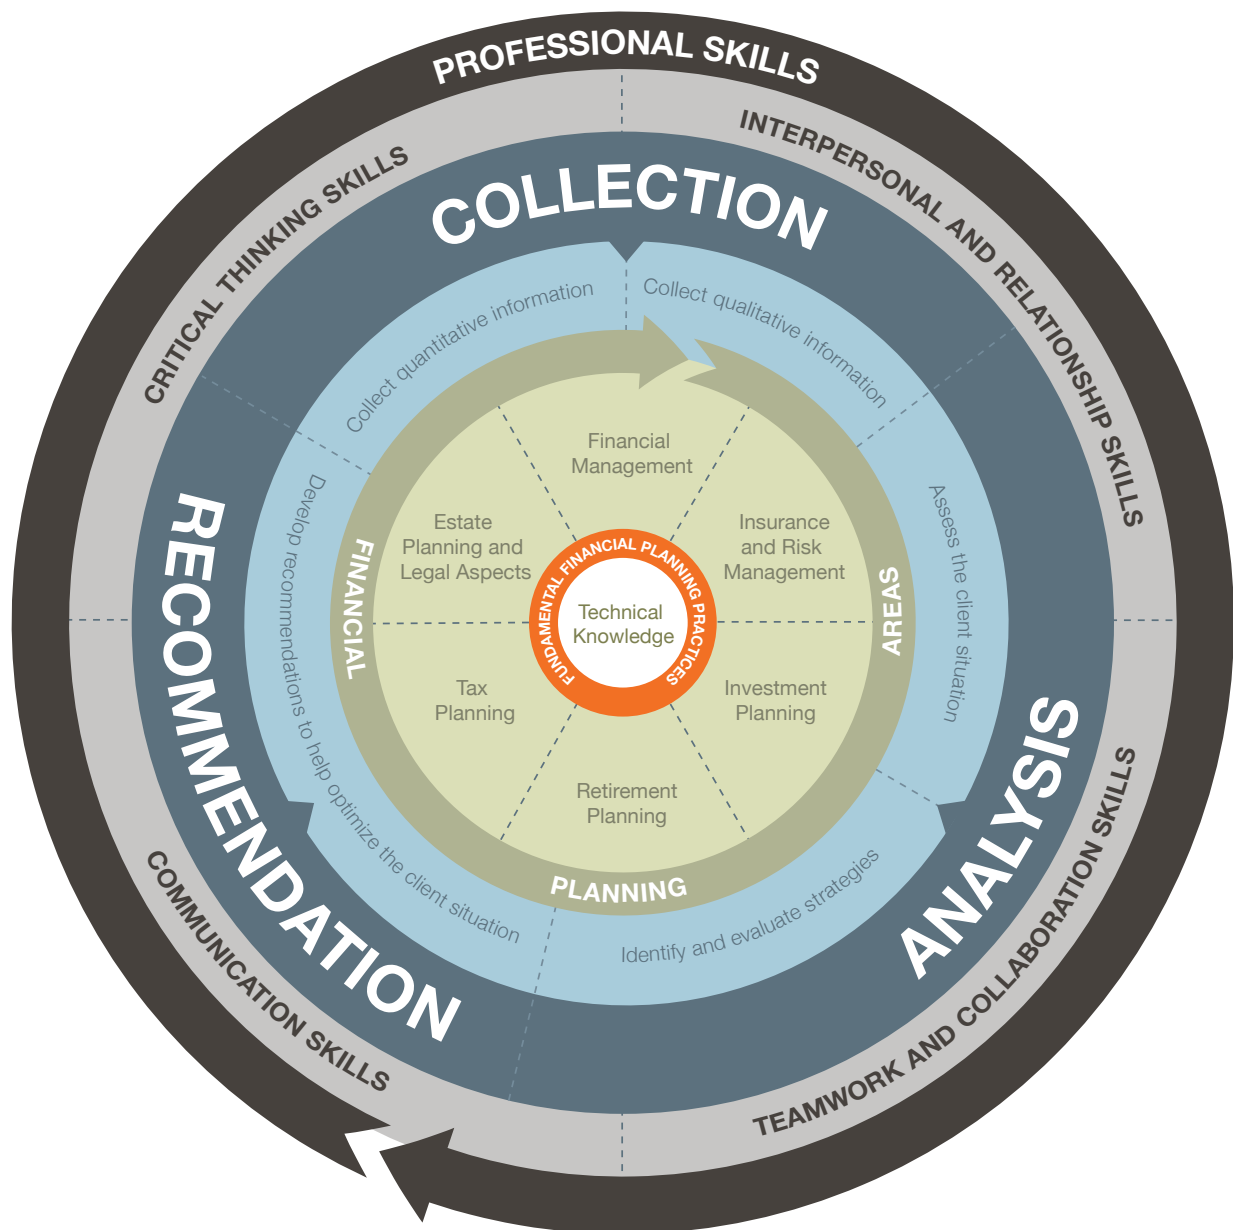 PROFESSIONAL SKILLS
CRITICAL THINKING SKILLS
INTERPERSONAL AND RELATIONSHIP SKILLS
TEAMWORK AND COLLABORATION SKILLS
COMMUNICATION SKILLS
COLLECTION
ANALYSIS
RECOMMENDATION
Collect quantitative information
Collect qualitative information
Assess the client situation
Identify and evaluate strategies
Develop recommendations to help optimize the client situation
FINANCIAL
PLANNING
AREAS
Financial
Management
Insurance
and Risk
Management
Investment
Planning
Retirement
Planning
Tax
Planning
Estate
Planning and
Legal Aspects
FUNDAMENTAL FINANCIAL PLANNING PRACTICES
Technical
Knowledge